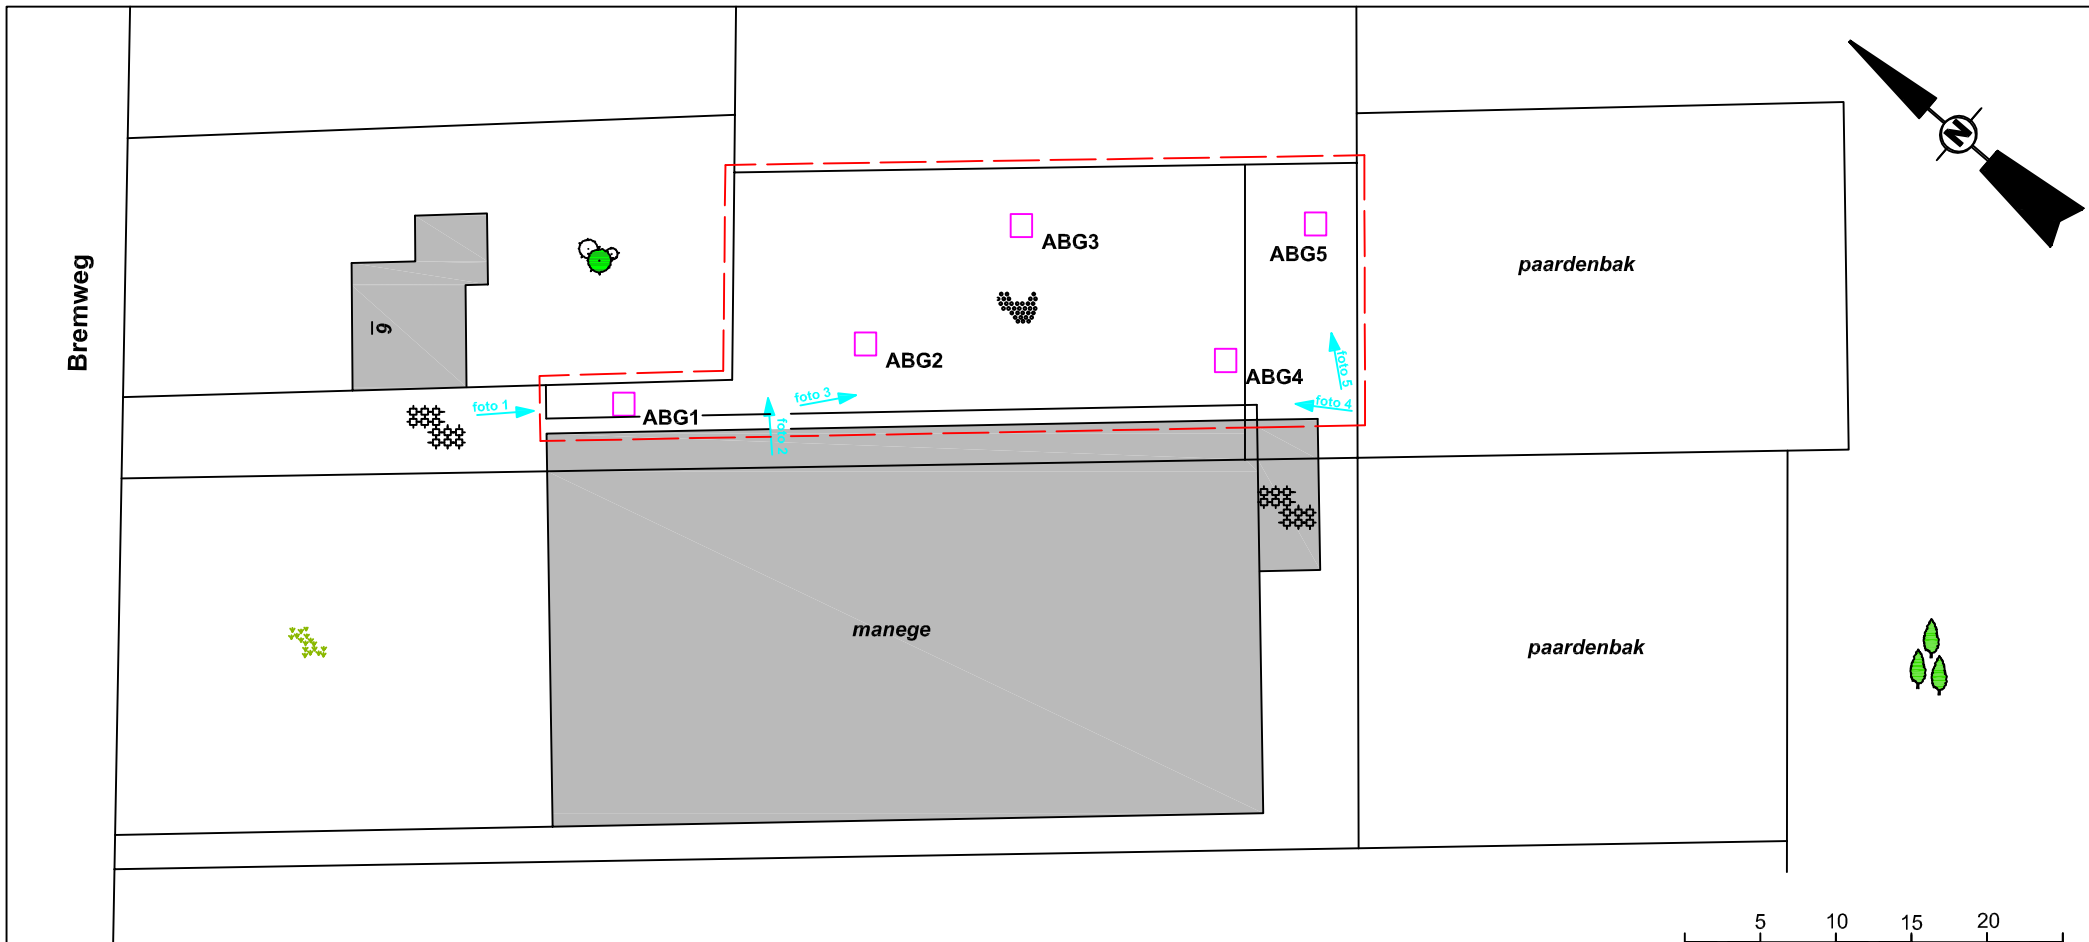 N
Bremweg
9
ABG3
ABG5
paardenbak
ABG2
ABG4
foto 5
foto 3
foto 4
foto 1
ABG1
foto 2
manege
paardenbak
5 10 15 20